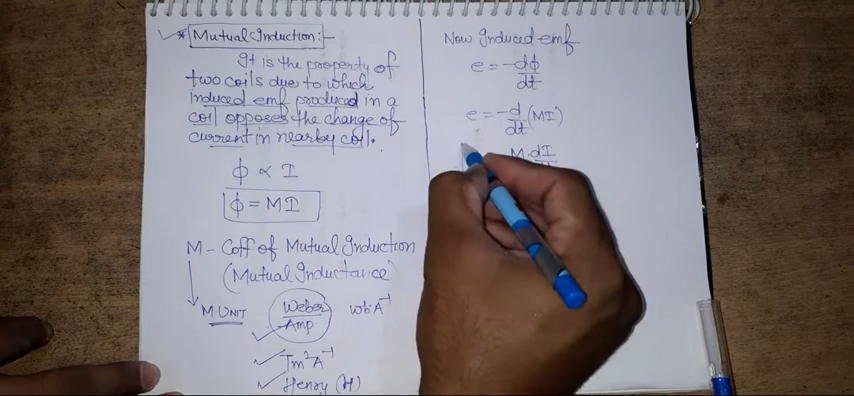 * Mutual Induction:-
It is the property of
two coils due to which
induced emf produced in a
coil opposes the change of
current in nearby coil.
ϕ ∝ I
ϕ = MI
M - Coff of Mutual Induction
(Mutual Inductance
M. UNIT Weber/Amp. Wb A⁻¹
Tm²A⁻¹
Henry (H)
Now Induced emf
e = -dϕ/dt
e = -d/dt (MI)
M dI